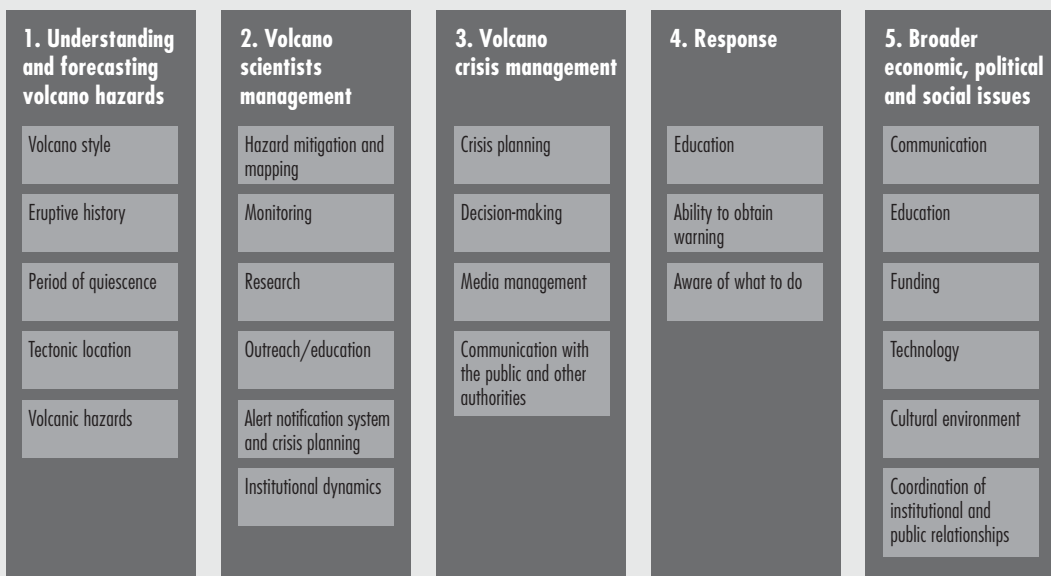 1. Understanding
and forecasting
volcano hazards
Volcano style
Eruptive history
Period of quiescence
Tectonic location
Volcanic hazards
2. Volcano
scientists
management
Hazard mitigation and
mapping
Monitoring
Research
Outreach/education
Alert notification system
and crisis planning
Institutional dynamics
3. Volcano
crisis management
Crisis planning
Decision-making
Media management
Communication with
the public and other
authorities
4. Response
Education
Ability to obtain
warning
Aware of what to do
5. Broader
economic, political
and social issues
Communication
Education
Funding
Technology
Cultural environment
Coordination of
institutional and
public relationships